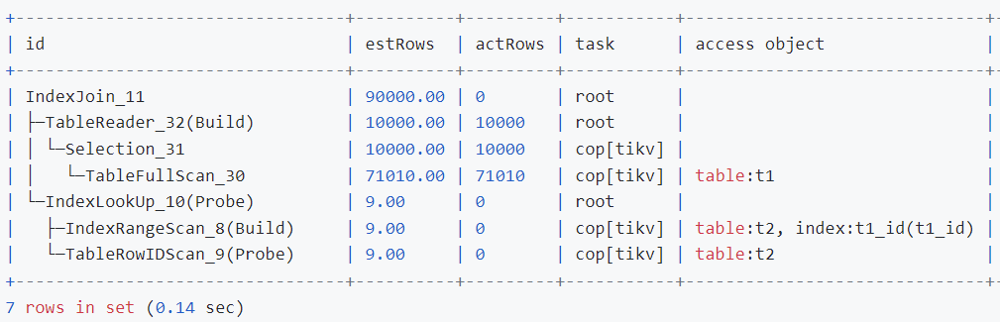 +---------------------------------+----------+---------+-----------+------------------------------+-
| id                              | estRows  | actRows | task      | access object                |
+---------------------------------+----------+---------+-----------+------------------------------+-
| IndexJoin_11                    | 90000.00 | 0       | root      |                              |
| ├─TableReader_32(Build)         | 10000.00 | 10000   | root      |                              |
| │ └─Selection_31                | 10000.00 | 10000   | cop[tikv] |                              |
| │   └─TableFullScan_30          | 71010.00 | 71010   | cop[tikv] | table:t1                     |
| └─IndexLookUp_10(Probe)         | 9.00     | 0       | root      |                              |
|   ├─IndexRangeScan_8(Build)     | 9.00     | 0       | cop[tikv] | table:t2, index:t1_id(t1_id) |
|   └─TableRowIDScan_9(Probe)     | 9.00     | 0       | cop[tikv] | table:t2                     |
+---------------------------------+----------+---------+-----------+------------------------------+-
7 rows in set (0.14 sec)